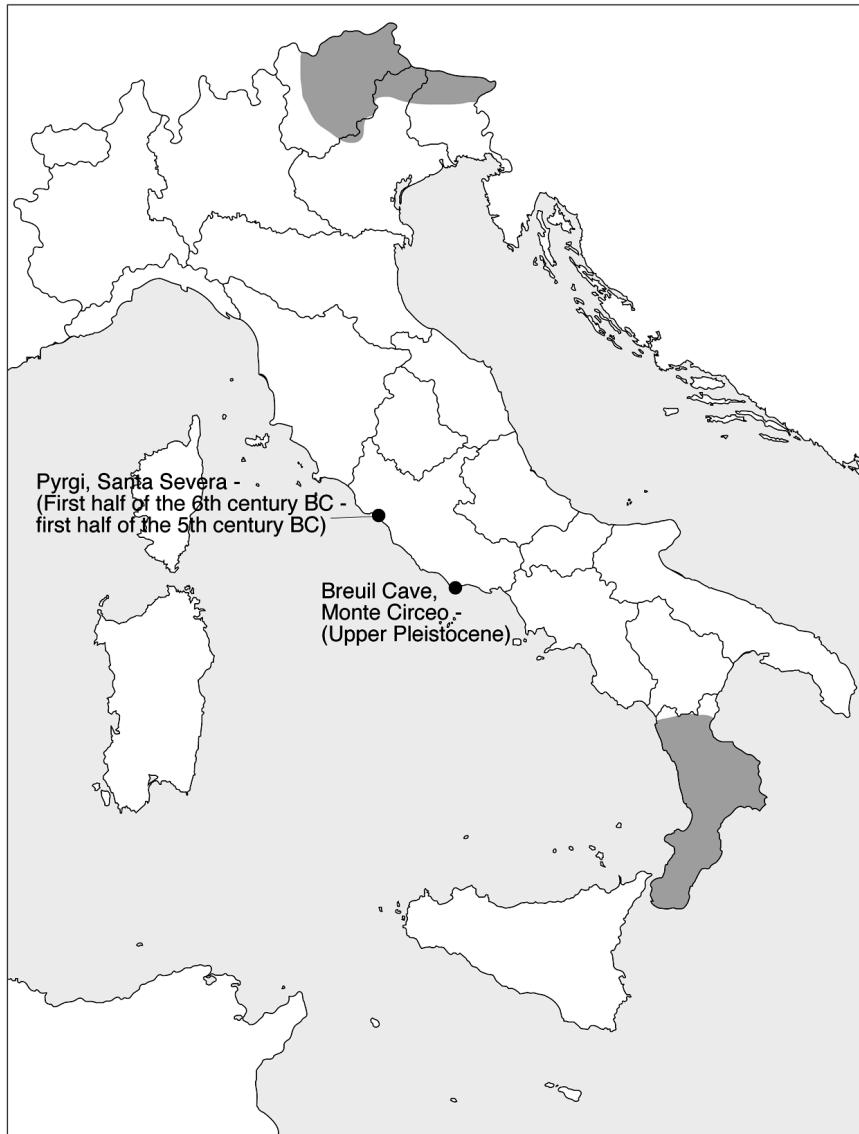 Pyrgi, Santa Severa -
(First half of the 6th century BC -
first half of the 5th century BC)
Breuil Cave,
Monte Circeo -
(Upper Pleistocene)